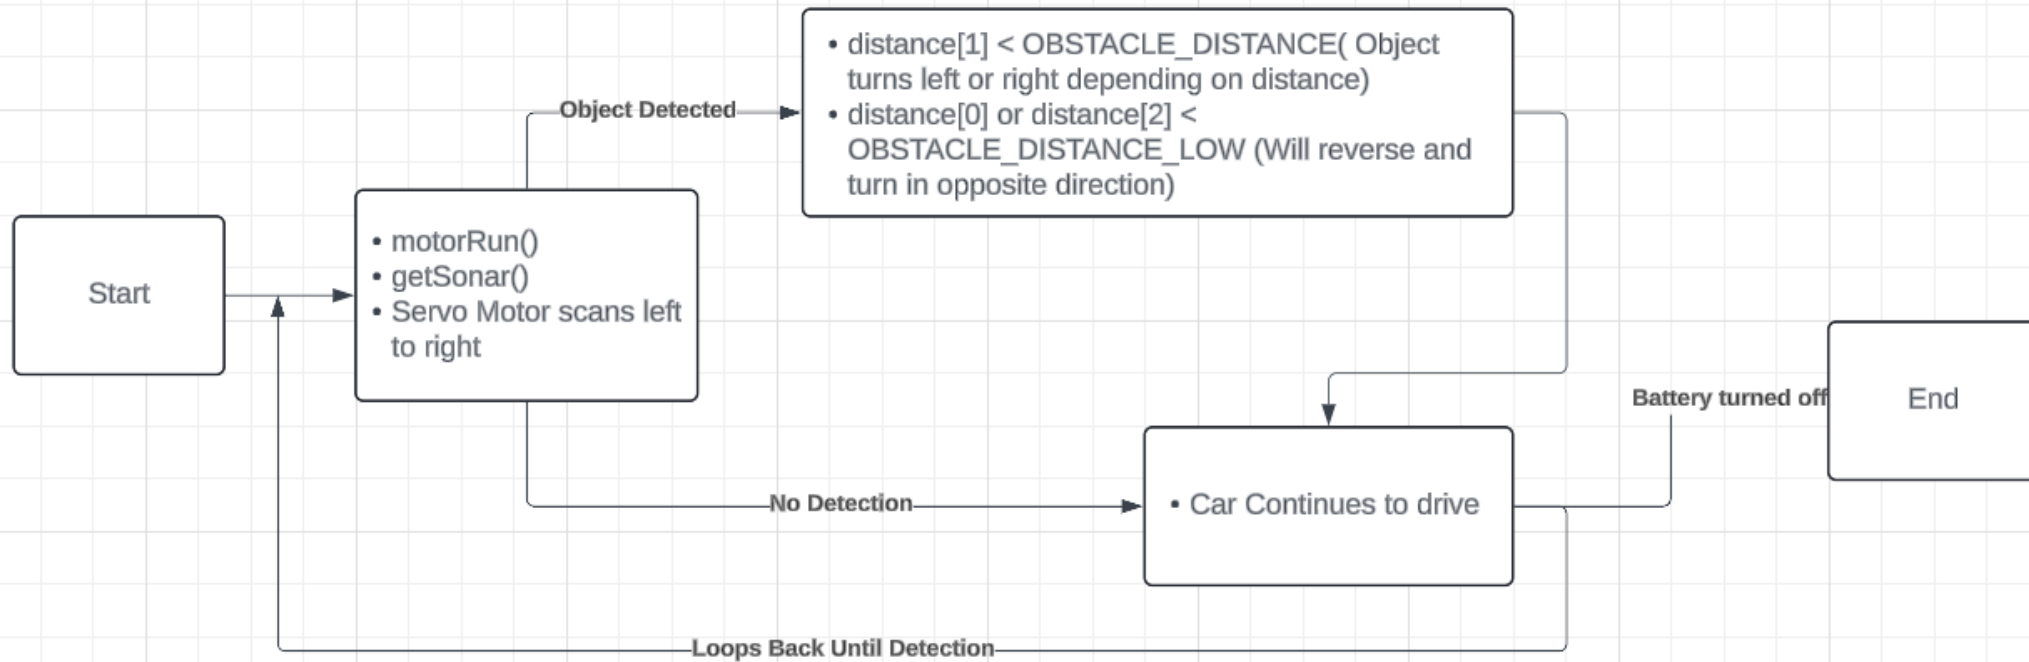 Start
• motorRun()
• getSonar()
• Servo Motor scans left
to right
Object Detected
• distance[1] < OBSTACLE_DISTANCE( Object
turns left or right depending on distance)
• distance[0] or distance[2] <
OBSTACLE_DISTANCE_LOW (Will reverse and
turn in opposite direction)
No Detection
• Car Continues to drive
Battery turned off
End
Loops Back Until Detection